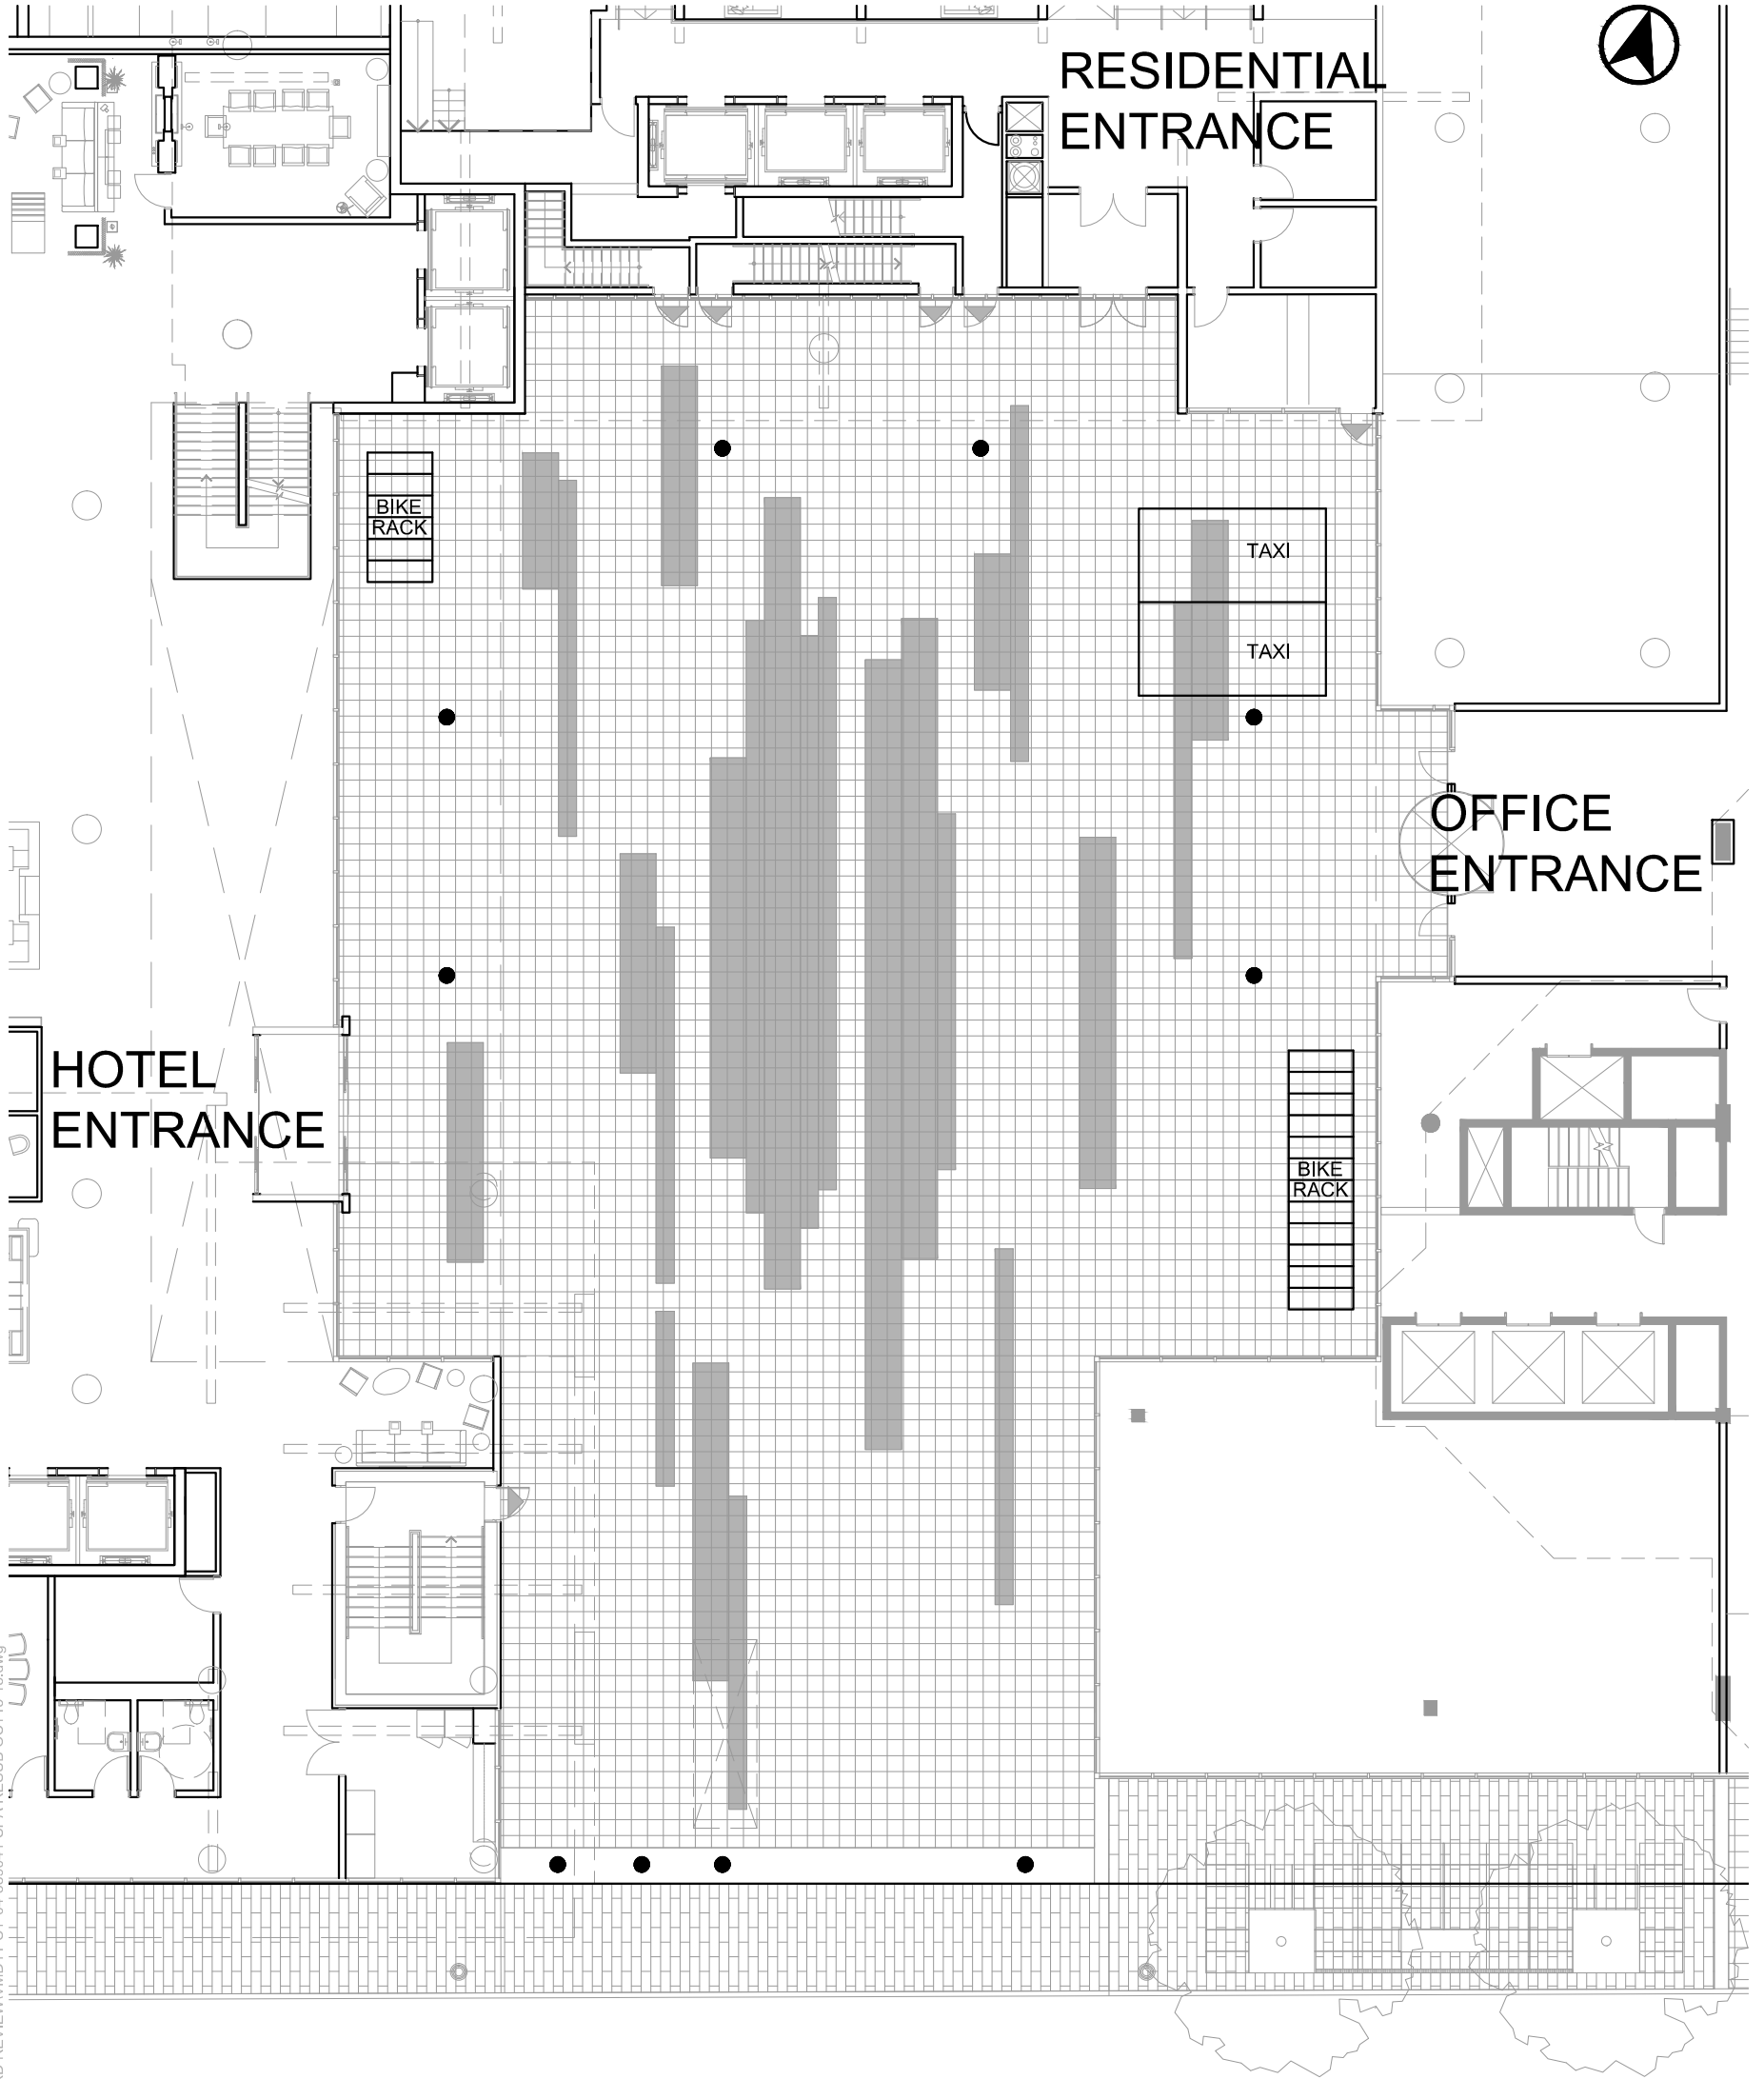 RESIDENTIAL
ENTRANCE
BIKE
RACK
TAXI
TAXI
OFFICE
ENTRANCE
HOTEL
ENTRANCE
BIKE
RACK